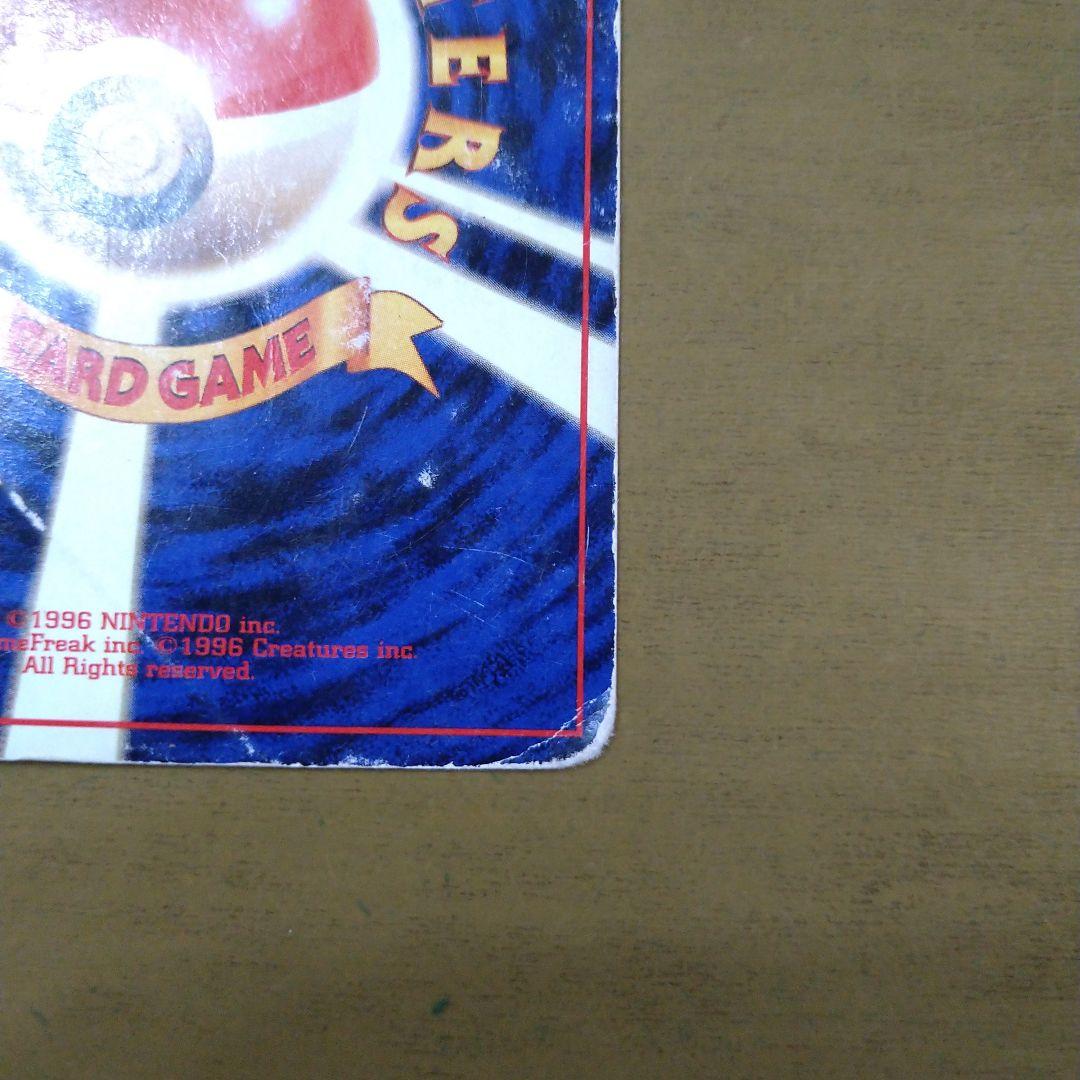 ERS
CARD GAME
©1996 NINTENDO inc.
meFreak inc. ©1996 Creatures inc.
All Rights reserved.